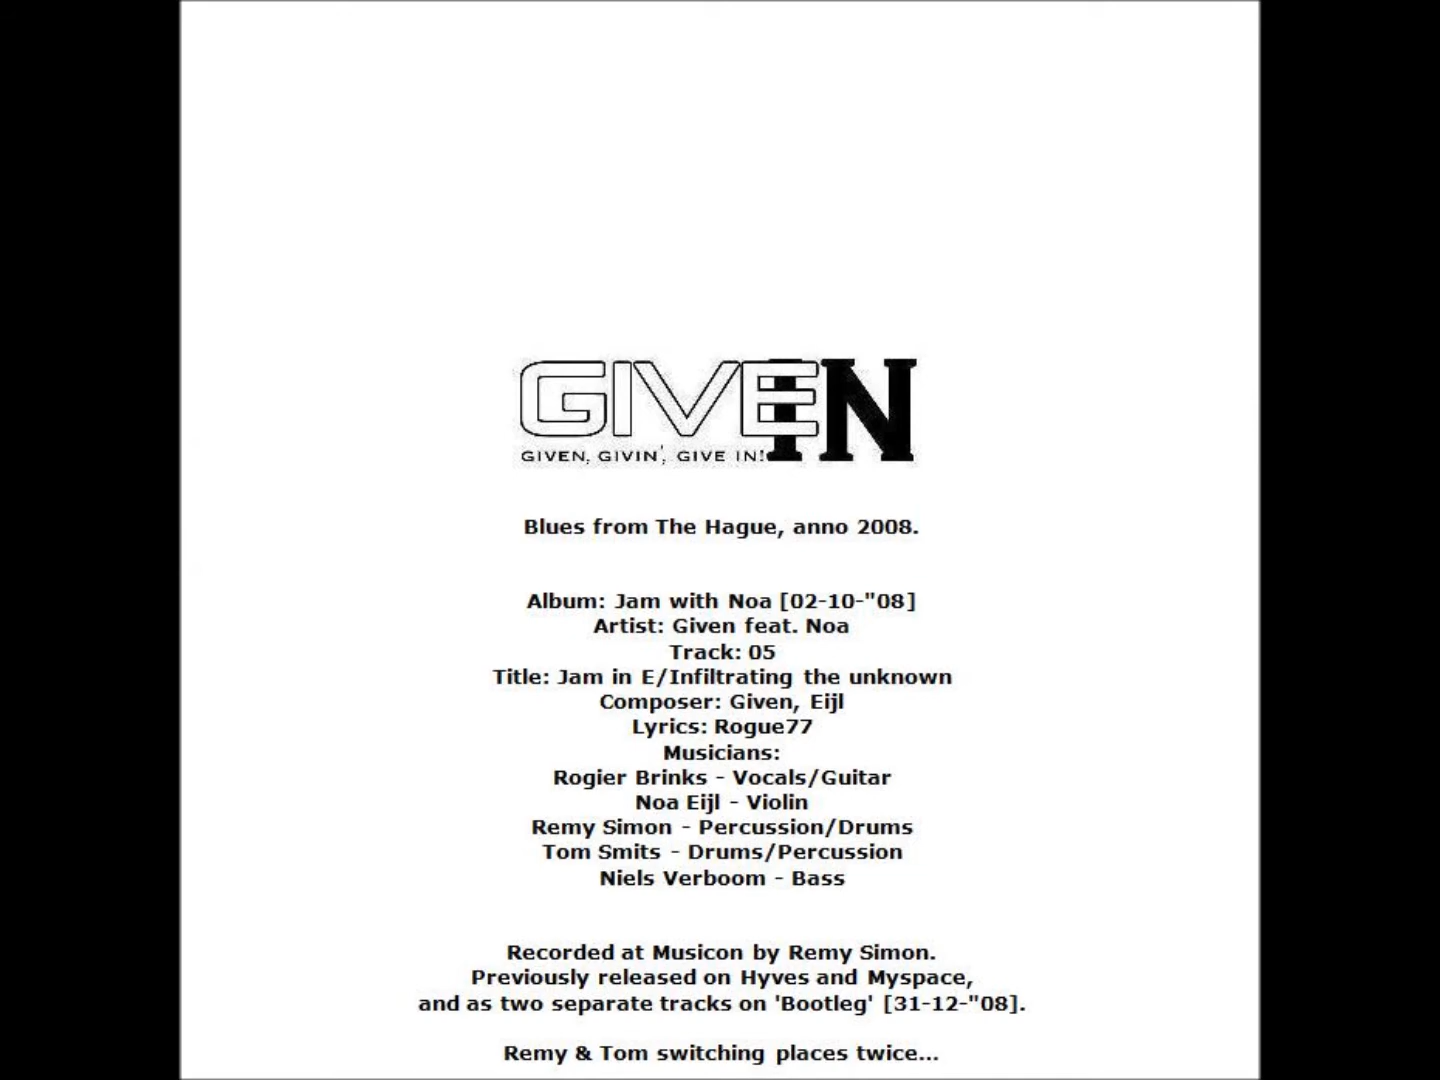 GIVEIN
GIVEN, GIVIN', GIVE IN!
Blues from The Hague, anno 2008.
Album: Jam with Noa [02-10-"08]
Artist: Given feat. Noa
Track: 05
Title: Jam in E/Infiltrating the unknown
Composer: Given, Eijl
Lyrics: Rogue77
Musicians:
Rogier Brinks - Vocals/Guitar
Noa Eijl - Violin
Remy Simon - Percussion/Drums
Tom Smits - Drums/Percussion
Niels Verboom - Bass
Recorded at Musicon by Remy Simon.
Previously released on Hyves and Myspace,
and as two separate tracks on 'Bootleg' [31-12-"08].
Remy & Tom switching places twice...